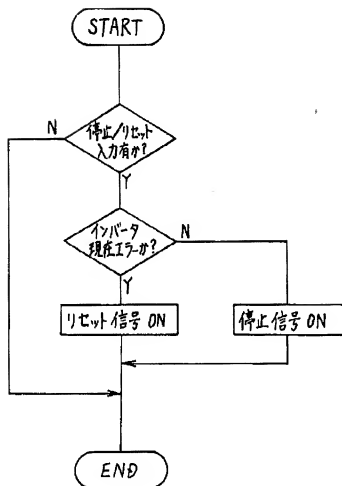 START
N
停止/リセット
入力有か?
Y
インバータ
現在エラーか?
N
Y
リセット信号 ON
停止信号 ON
END